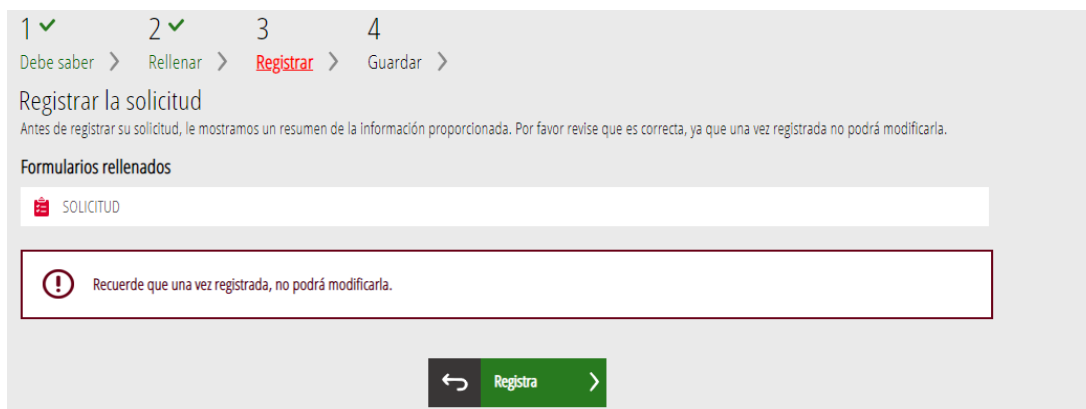 1 2 3 4
Debe saber Rellenar Registrar Guardar
Registrar la solicitud
Antes de registrar su solicitud, le mostramos un resumen de la información proporcionada. Por favor revise que es correcta, ya que una vez registrada no podrá modificarla.
Formularios rellenados
SOLICITUD
Recuerde que una vez registrada, no podrá modificarla.
Registra